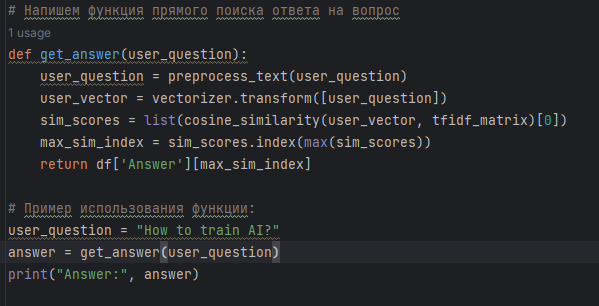 # Напишем функция прямого поиска ответа на вопрос
1 usage
def get_answer(user_question):
    user_question = preprocess_text(user_question)
    user_vector = vectorizer.transform([user_question])
    sim_scores = list(cosine_similarity(user_vector, tfidf_matrix)[0])
    max_sim_index = sim_scores.index(max(sim_scores))
    return df['Answer'][max_sim_index]
# Пример использования функции:
user_question = "How to train AI?"
answer = get_answer(user_question)
print("Answer:", answer)